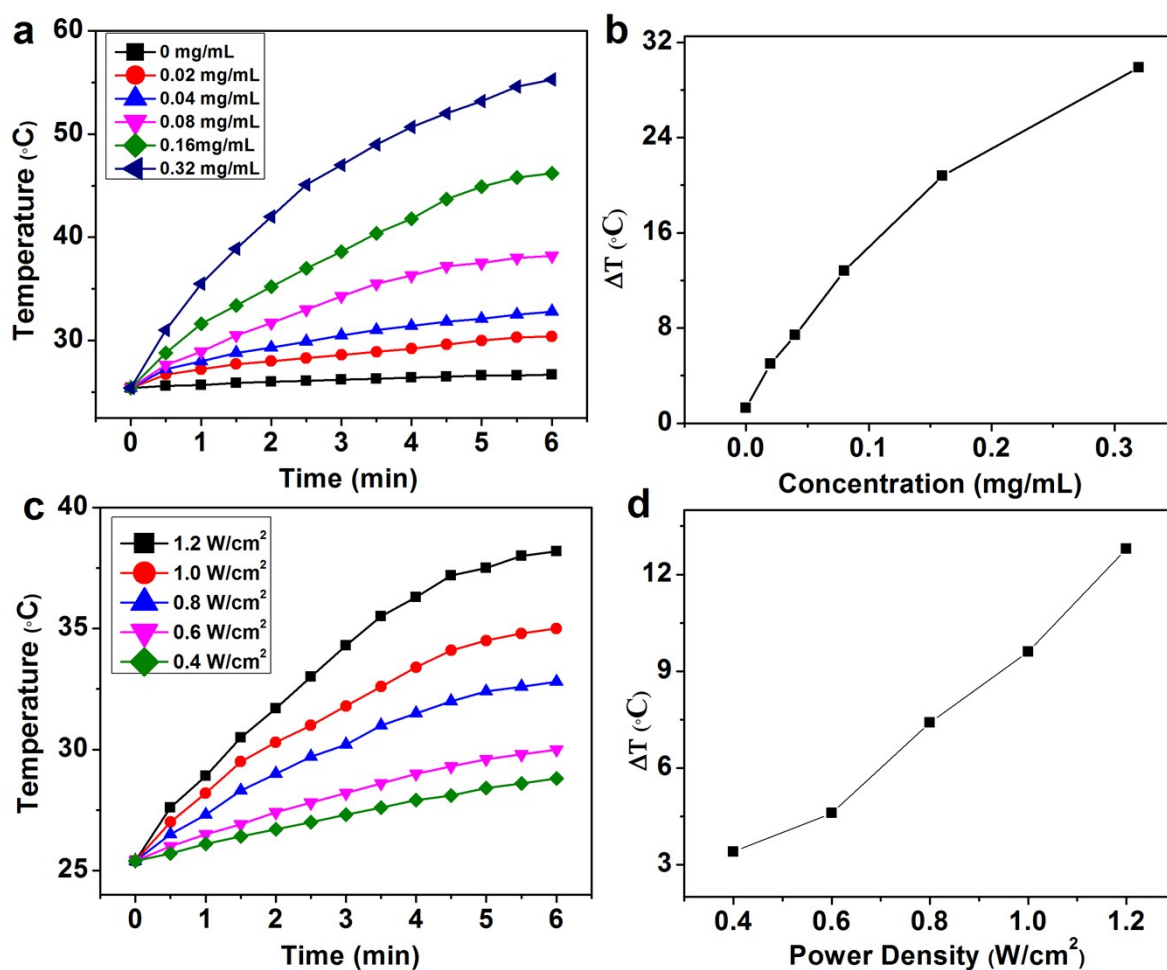 a
60
50
40
30
Temperature (◦C)
0 mg/mL
0.02 mg/mL
0.04 mg/mL
0.08 mg/mL
0.16mg/mL
0.32 mg/mL
0 1 2 3 4 5 6
Time (min)
b
32
24
16
8
0
ΔT (◦C)
0.0 0.1 0.2 0.3
Concentration (mg/mL)
c
40
35
30
25
Temperature (◦C)
1.2 W/cm²
1.0 W/cm²
0.8 W/cm²
0.6 W/cm²
0.4 W/cm²
0 1 2 3 4 5 6
Time (min)
d
12
9
6
3
ΔT (◦C)
0.4 0.6 0.8 1.0 1.2
Power Density (W/cm²)